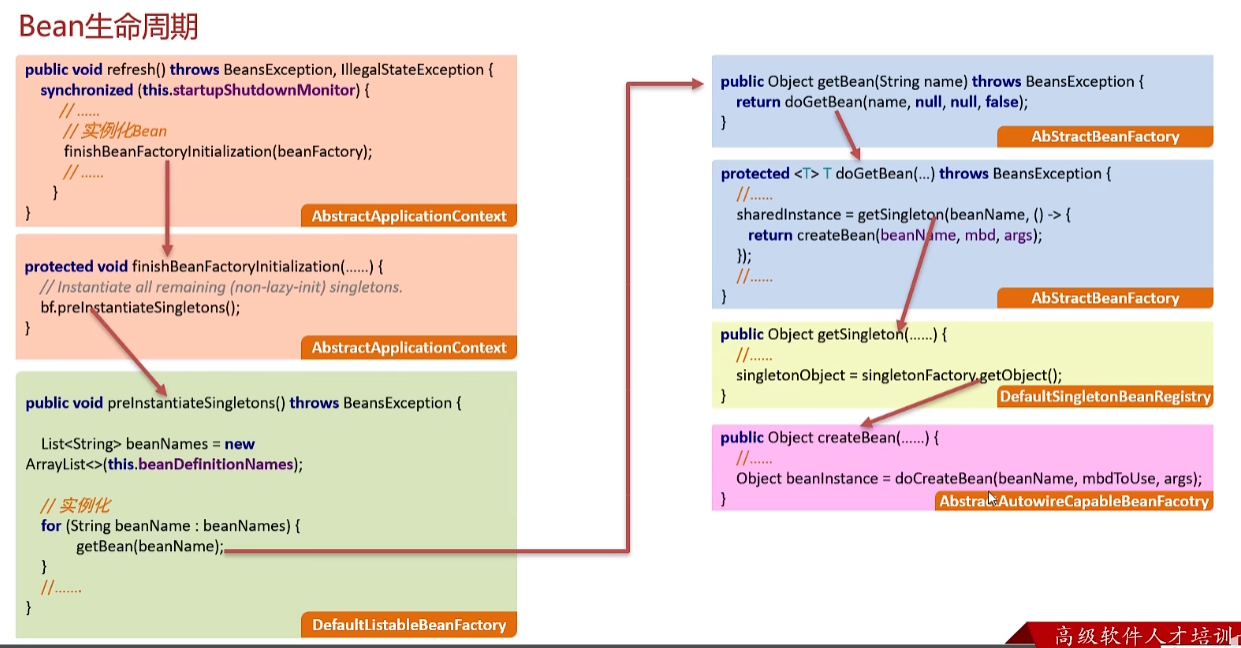 Bean生命周期
public void refresh() throws BeansException, IllegalStateException {
synchronized (this.startupShutdownMonitor) {
// ......
// 实例化Bean
finishBeanFactoryInitialization(beanFactory);
// ......
}
}
AbstractApplicationContext
protected void finishBeanFactoryInitialization(......) {
// Instantiate all remaining (non-lazy-init) singletons.
bf.preInstantiateSingletons();
}
AbstractApplicationContext
public void preInstantiateSingletons() throws BeansException {
List<String> beanNames = new
ArrayList<>(this.beanDefinitionNames);
// 实例化
for (String beanName : beanNames) {
getBean(beanName);
}
//.......
}
DefaultListableBeanFactory
public Object getBean(String name) throws BeansException {
return doGetBean(name, null, null, false);
}
AbStractBeanFactory
protected <T> T doGetBean(...) throws BeansException {
//......
sharedInstance = getSingleton(beanName, () -> {
return createBean(beanName, mbd, args);
});
//......
}
AbStractBeanFactory
public Object getSingleton(......) {
//......
singletonObject = singletonFactory.getObject();
}
DefaultSingletonBeanRegistry
public Object createBean(......) {
//......
Object beanInstance = doCreateBean(beanName, mbdToUse, args);
}
AbstractAutowireCapableBeanFacotry
高级软件人才培训